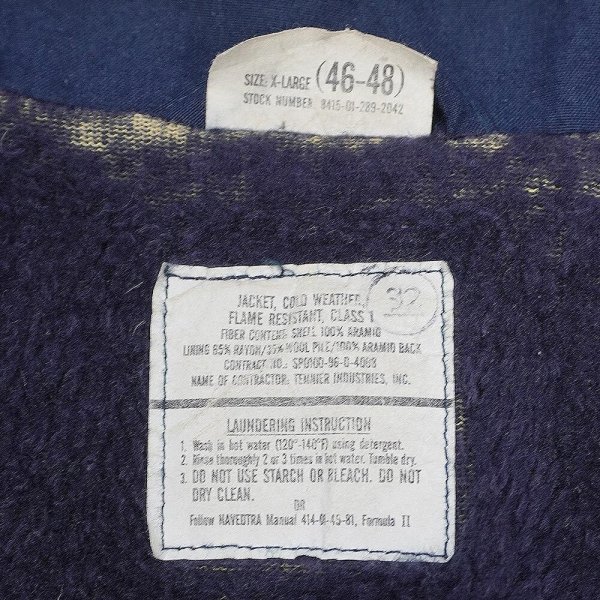 SIZE: X-LARGE (46-48)
STOCK NUMBER 8415-01-289-2042
32
JACKET, COLD WEATHER,
FLAME RESISTANT, CLASS 1
FIBER CONTENT: SHELL 100% ARAMID
LINING 65% RAYON/35% WOOL PILE/100% ARAMID BACK
CONTRACT NO.: SPO100-96-D-4003
NAME OF CONTRACTOR: TENNIER INDUSTRIES, INC.
LAUNDERING INSTRUCTION
1. Wash in hot water (120°-140°F) using detergent.
2. Rinse thoroughly 2 or 3 times in hot water. Tumble dry.
3. DO NOT USE STARCH OR BLEACH. DO NOT
DRY CLEAN.
OR
Follow NAVEDTRA Manual 414-01-45-81, Formula II